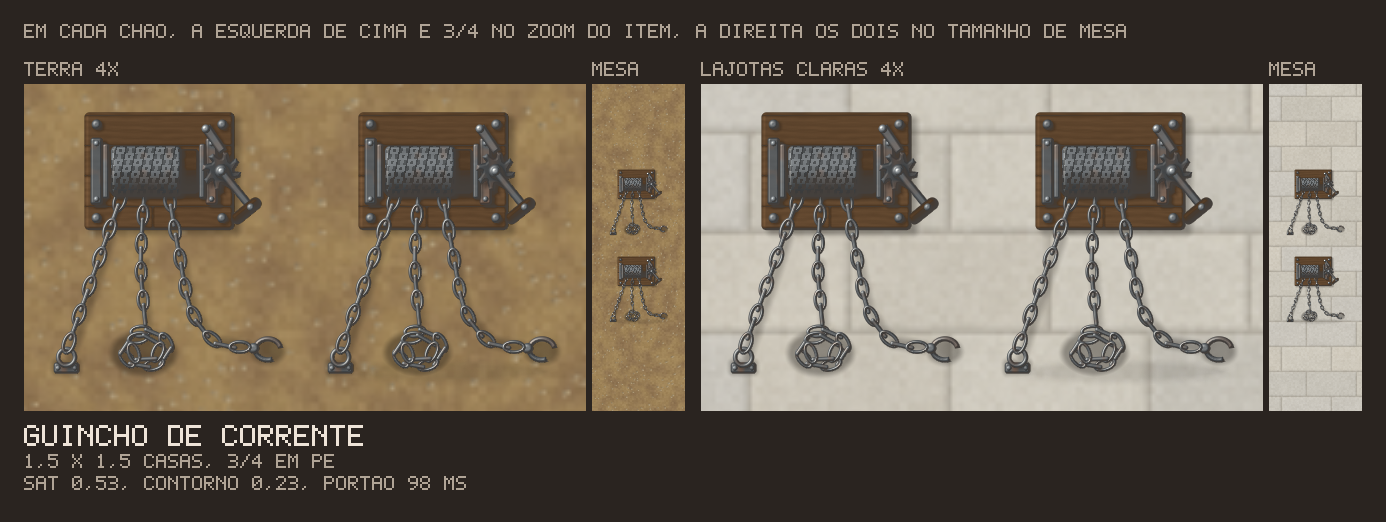 EM CADA CHAO, A ESQUERDA DE CIMA E 3/4 NO ZOOM DO ITEM, A DIREITA OS DOIS NO TAMANHO DE MESA
TERRA 4X
MESA
LAJOTAS CLARAS 4X
MESA
GUINCHO DE CORRENTE
1,5 X 1,5 CASAS, 3/4 EM PE
SAT 0,53, CONTORNO 0,23, PORTAO 98 MS